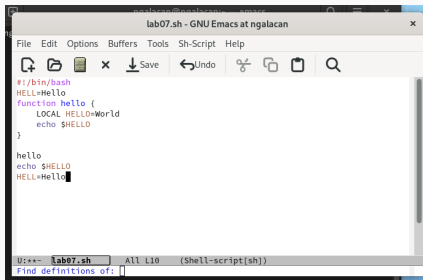 lab07.sh - GNU Emacs at ngalacan
File Edit Options Buffers Tools Sh-Script Help
Save Undo
#!/bin/bash
HELL=Hello
function hello {
    LOCAL HELLO=World
    echo $HELLO
}
hello
echo $HELLO
HELL=Hello
U:**- lab07.sh All L10 (Shell-script[sh])
Find definitions of: